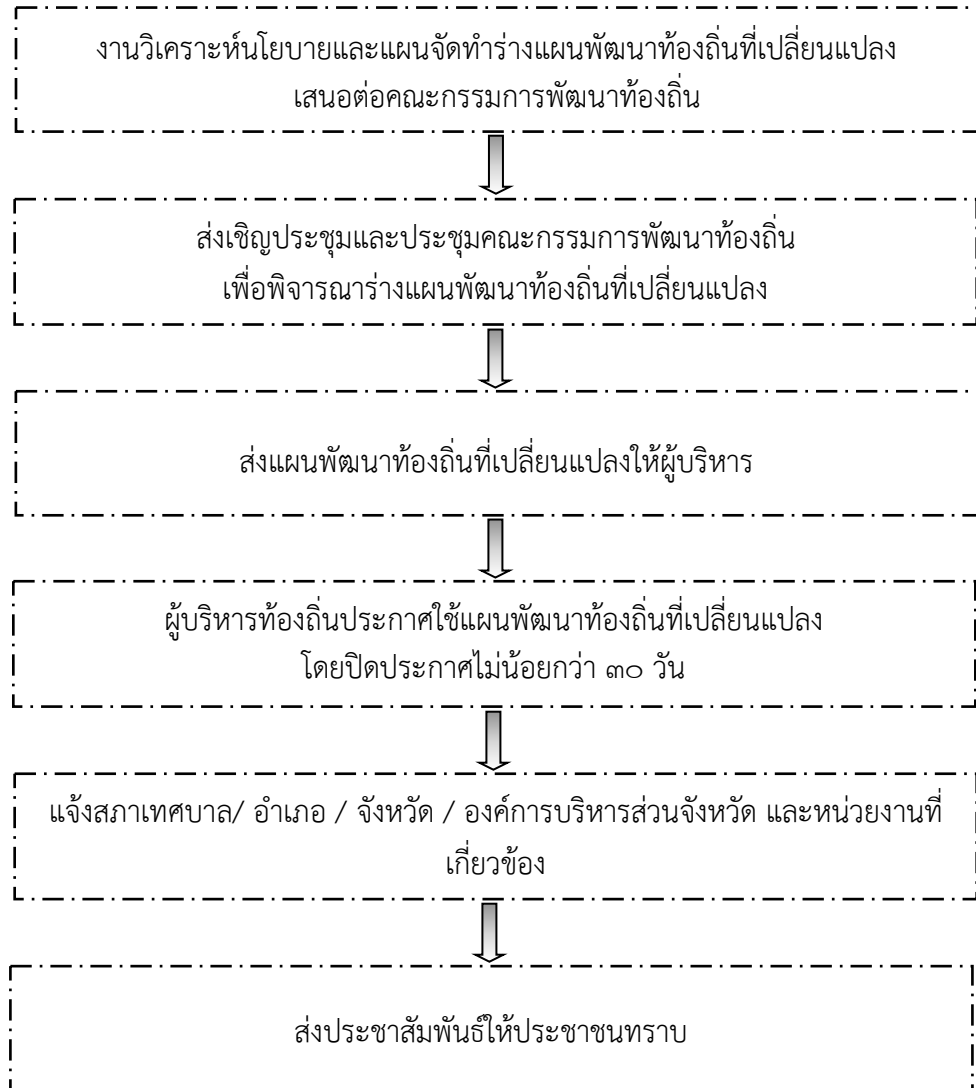 งานวิเคราะห์นโยบายและแผนจัดทำร่างแผนพัฒนาท้องถิ่นที่เปลี่ยนแปลง
เสนอต่อคณะกรรมการพัฒนาท้องถิ่น
ส่งเชิญประชุมและประชุมคณะกรรมการพัฒนาท้องถิ่น
เพื่อพิจารณาร่างแผนพัฒนาท้องถิ่นที่เปลี่ยนแปลง
ส่งแผนพัฒนาท้องถิ่นที่เปลี่ยนแปลงให้ผู้บริหาร
ผู้บริหารท้องถิ่นประกาศใช้แผนพัฒนาท้องถิ่นที่เปลี่ยนแปลง
โดยปิดประกาศไม่น้อยกว่า ๓๐ วัน
แจ้งสภาเทศบาล/ อำเภอ / จังหวัด / องค์การบริหารส่วนจังหวัด และหน่วยงานที่
เกี่ยวข้อง
ส่งประชาสัมพันธ์ให้ประชาชนทราบ